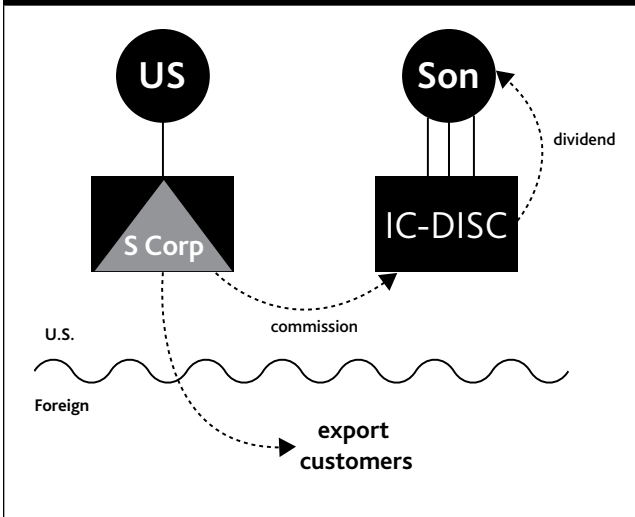 US
Son
dividend
S Corp
IC-DISC
commission
U.S.
Foreign
export
customers